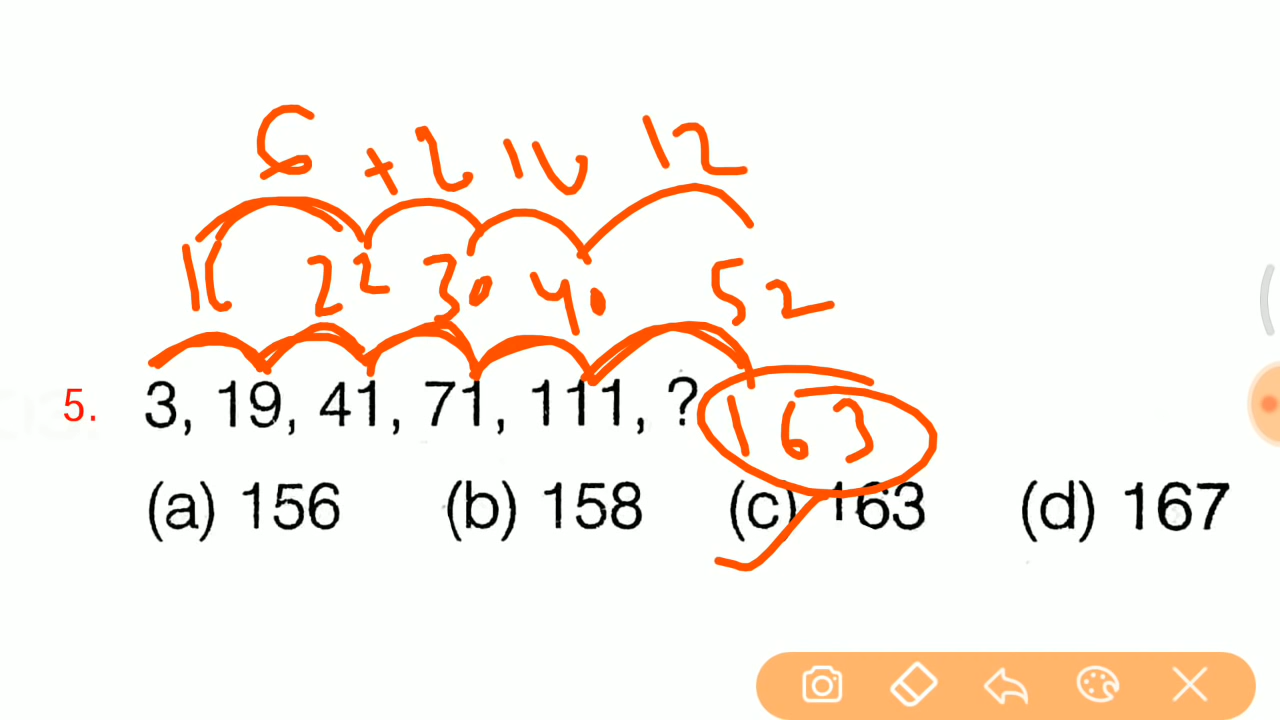 6 +2 10 12
16 22 30 40 52
5. 3, 19, 41, 71, 111, ? 163
(a) 156 (b) 158 (c) 163 (d) 167